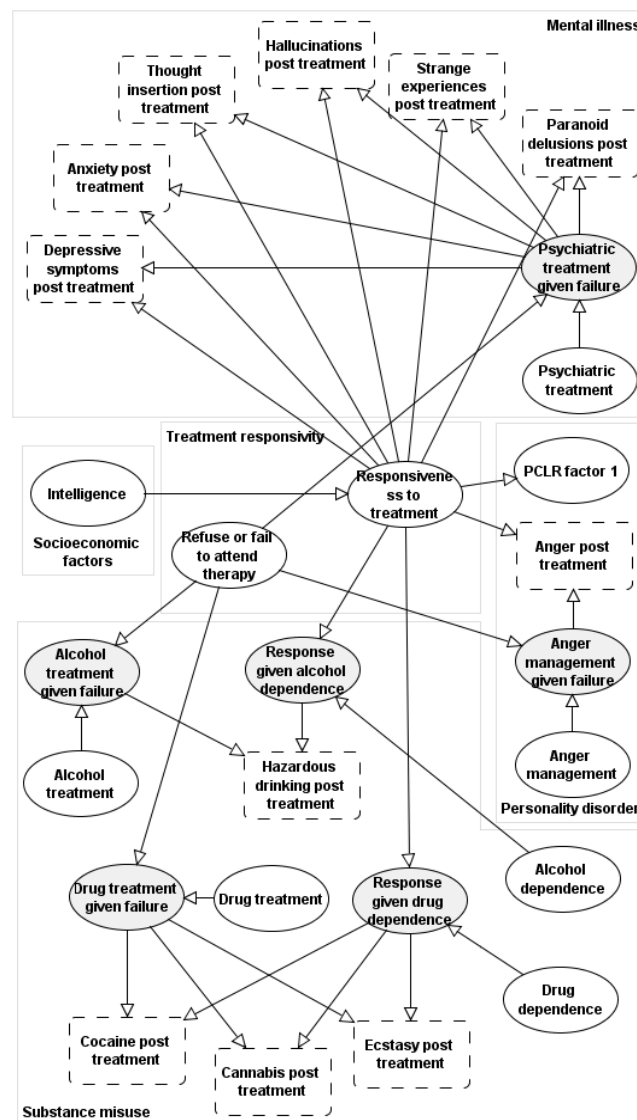 Mental illness
Hallucinations
post treatment
Thought
insertion post
treatment
Strange
experiences
post treatment
Paranoid
delusions post
treatment
Anxiety post
treatment
Depressive
symptoms
post treatment
Psychiatric
treatment
given failure
Psychiatric
treatment
Treatment responsivity
Responsivene
ss to
treatment
PCLR factor 1
Intelligence
Socioeconomic
factors
Refuse or fail
to attend
therapy
Anger post
treatment
Alcohol
treatment
given failure
Response
given alcohol
dependence
Anger
management
given failure
Alcohol
treatment
Hazardous
drinking post
treatment
Anger
management
Personality disorder
Drug treatment
given failure
Drug treatment
Response
given drug
dependence
Alcohol
dependence
Drug
dependence
Cocaine post
treatment
Cannabis post
treatment
Ecstasy post
treatment
Substance misuse